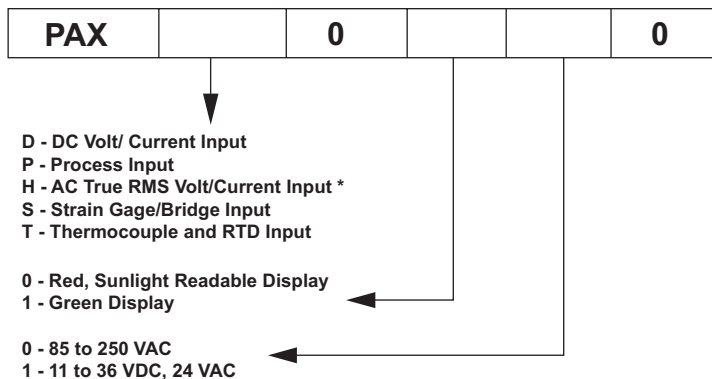 PAX 0 0
D - DC Volt/ Current Input
P - Process Input
H - AC True RMS Volt/Current Input *
S - Strain Gage/Bridge Input
T - Thermocouple and RTD Input
0 - Red, Sunlight Readable Display
1 - Green Display
0 - 85 to 250 VAC
1 - 11 to 36 VDC, 24 VAC